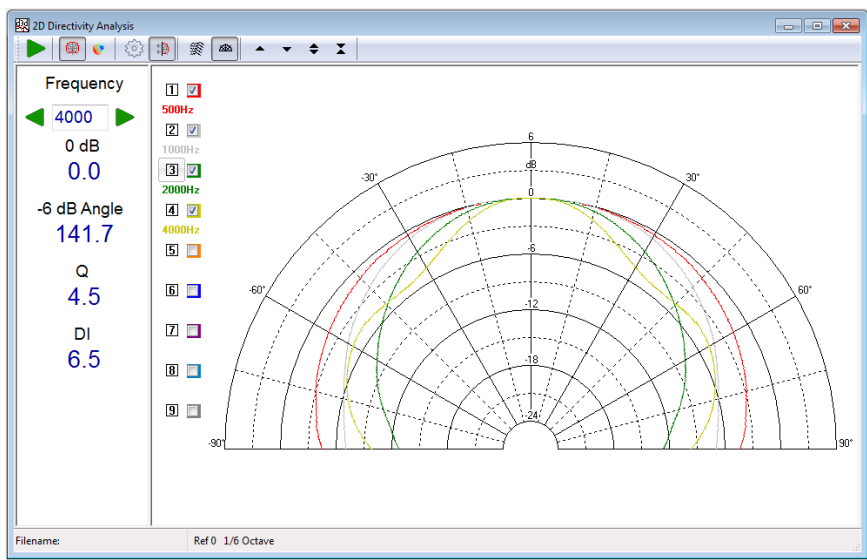 2D Directivity Analysis
Frequency
4000
0 dB
0.0
-6 dB Angle
141.7
Q
4.5
DI
6.5
1
500Hz
2
1000Hz
3
2000Hz
4
4000Hz
5
6
7
8
9
6
dB
0
-6
-12
-18
-24
-90°
-60°
-30°
30°
60°
90°
Filename:
Ref 0 1/6 Octave